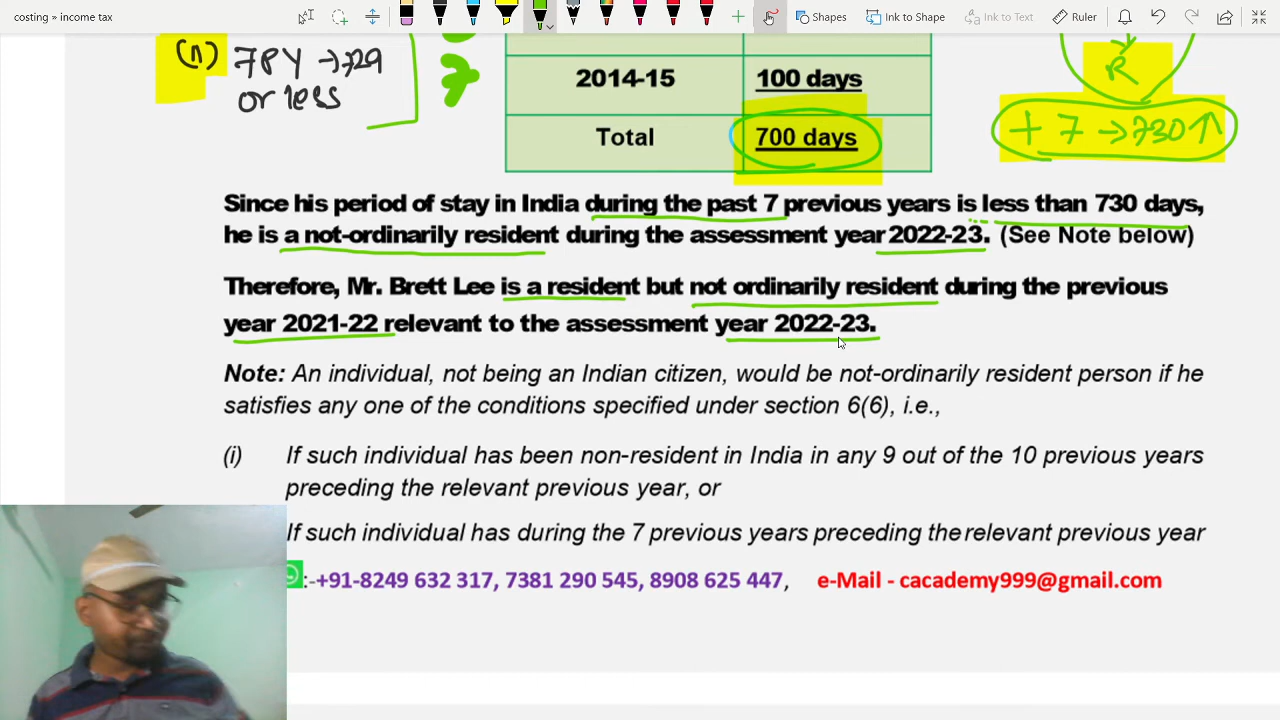 costing » income tax
Shapes
Ink to Shape
Ink to Text
Ruler
(ii) 7PY → 729
or less
7
2014-15 100 days
Total 700 days
R
+ 7 → 730↑
Since his period of stay in India during the past 7 previous years is less than 730 days,
he is a not-ordinarily resident during the assessment year 2022-23. (See Note below)
Therefore, Mr. Brett Lee is a resident but not ordinarily resident during the previous
year 2021-22 relevant to the assessment year 2022-23.
Note: An individual, not being an Indian citizen, would be not-ordinarily resident person if he
satisfies any one of the conditions specified under section 6(6), i.e.,
(i) If such individual has been non-resident in India in any 9 out of the 10 previous years
preceding the relevant previous year, or
If such individual has during the 7 previous years preceding the relevant previous year
:-+91-8249 632 317, 7381 290 545, 8908 625 447, e-Mail - cacademy999@gmail.com